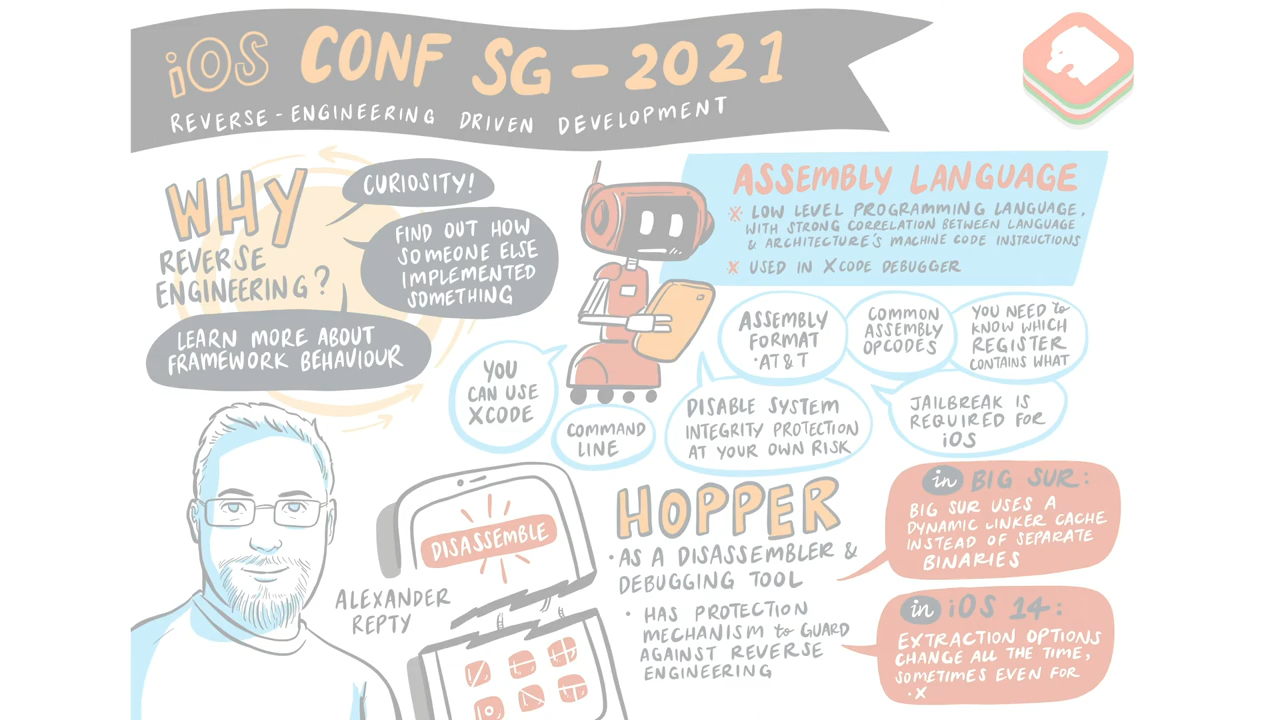 iOS CONF SG - 2021
REVERSE-ENGINEERING DRIVEN DEVELOPMENT
WHY
REVERSE
ENGINEERING?
CURIOSITY!
FIND OUT HOW
SOMEONE ELSE
IMPLEMENTED
SOMETHING
LEARN MORE ABOUT
FRAMEWORK BEHAVIOUR
ASSEMBLY LANGUAGE
x LOW LEVEL PROGRAMMING LANGUAGE,
WITH STRONG CORRELATION BETWEEN LANGUAGE
& ARCHITECTURE'S MACHINE CODE INSTRUCTIONS
x USED IN XCODE DEBUGGER
YOU
CAN USE
XCODE
COMMAND
LINE
ASSEMBLY
FORMAT
·AT&T
COMMON
ASSEMBLY
OPCODES
YOU NEED to
KNOW WHICH
REGISTER
CONTAINS WHAT
DISABLE SYSTEM
INTEGRITY PROTECTION
AT YOUR OWN RISK
JAILBREAK IS
REQUIRED FOR
iOS
ALEXANDER
REPTY
DISASSEMBLE
HOPPER
· AS A DISASSEMBLER &
DEBUGGING TOOL
· HAS PROTECTION
MECHANISM to GUARD
AGAINST REVERSE
ENGINEERING
in BIG SUR:
BIG SUR USES A
DYNAMIC LINKER CACHE
INSTEAD OF SEPARATE
BINARIES
in iOS 14:
EXTRACTION OPTIONS
CHANGE ALL THE TIME,
SOMETIMES EVEN FOR
·X